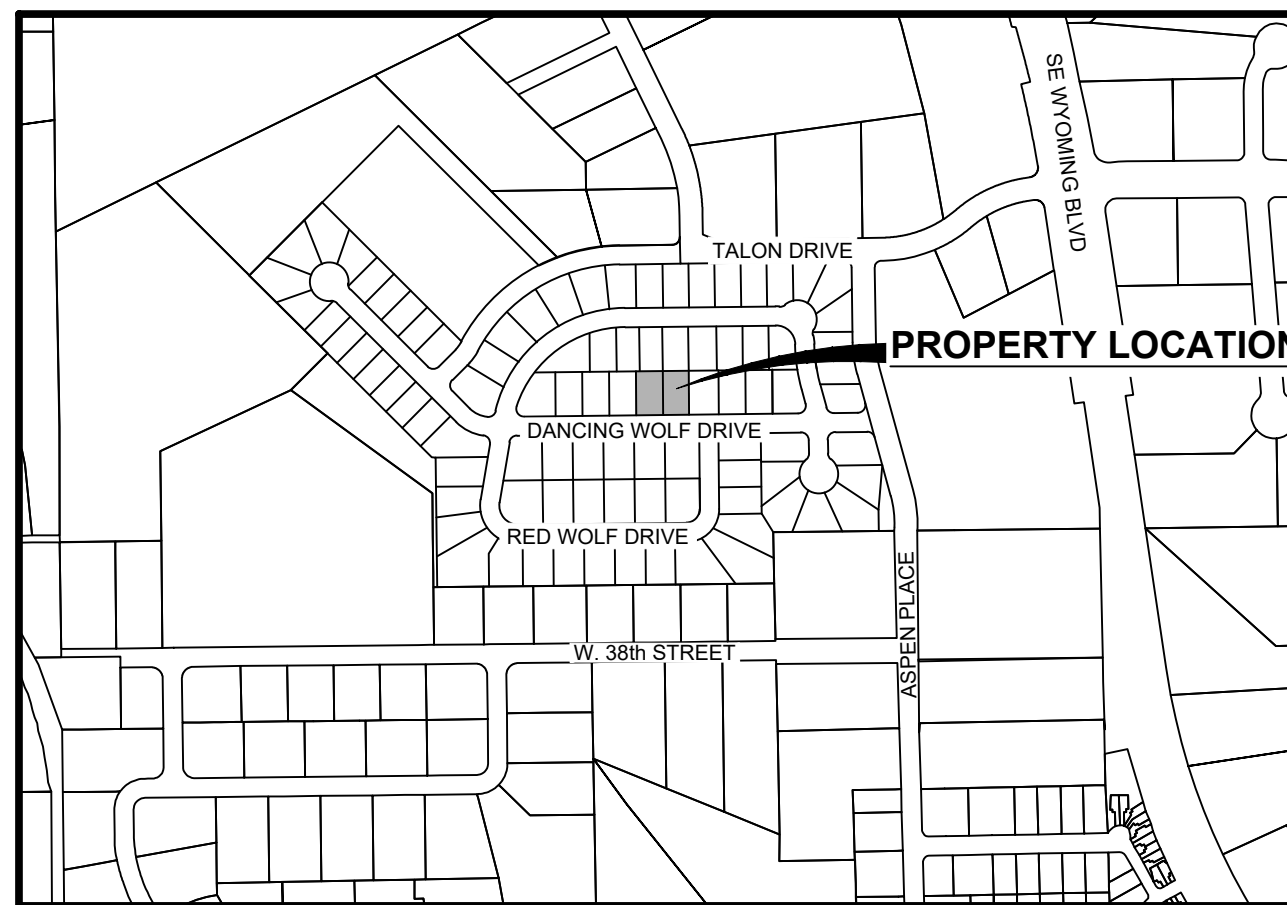 SE WYOMING BLVD
TALON DRIVE
PROPERTY LOCATION
DANCING WOLF DRIVE
RED WOLF DRIVE
ASPEN PLACE
W. 38th STREET